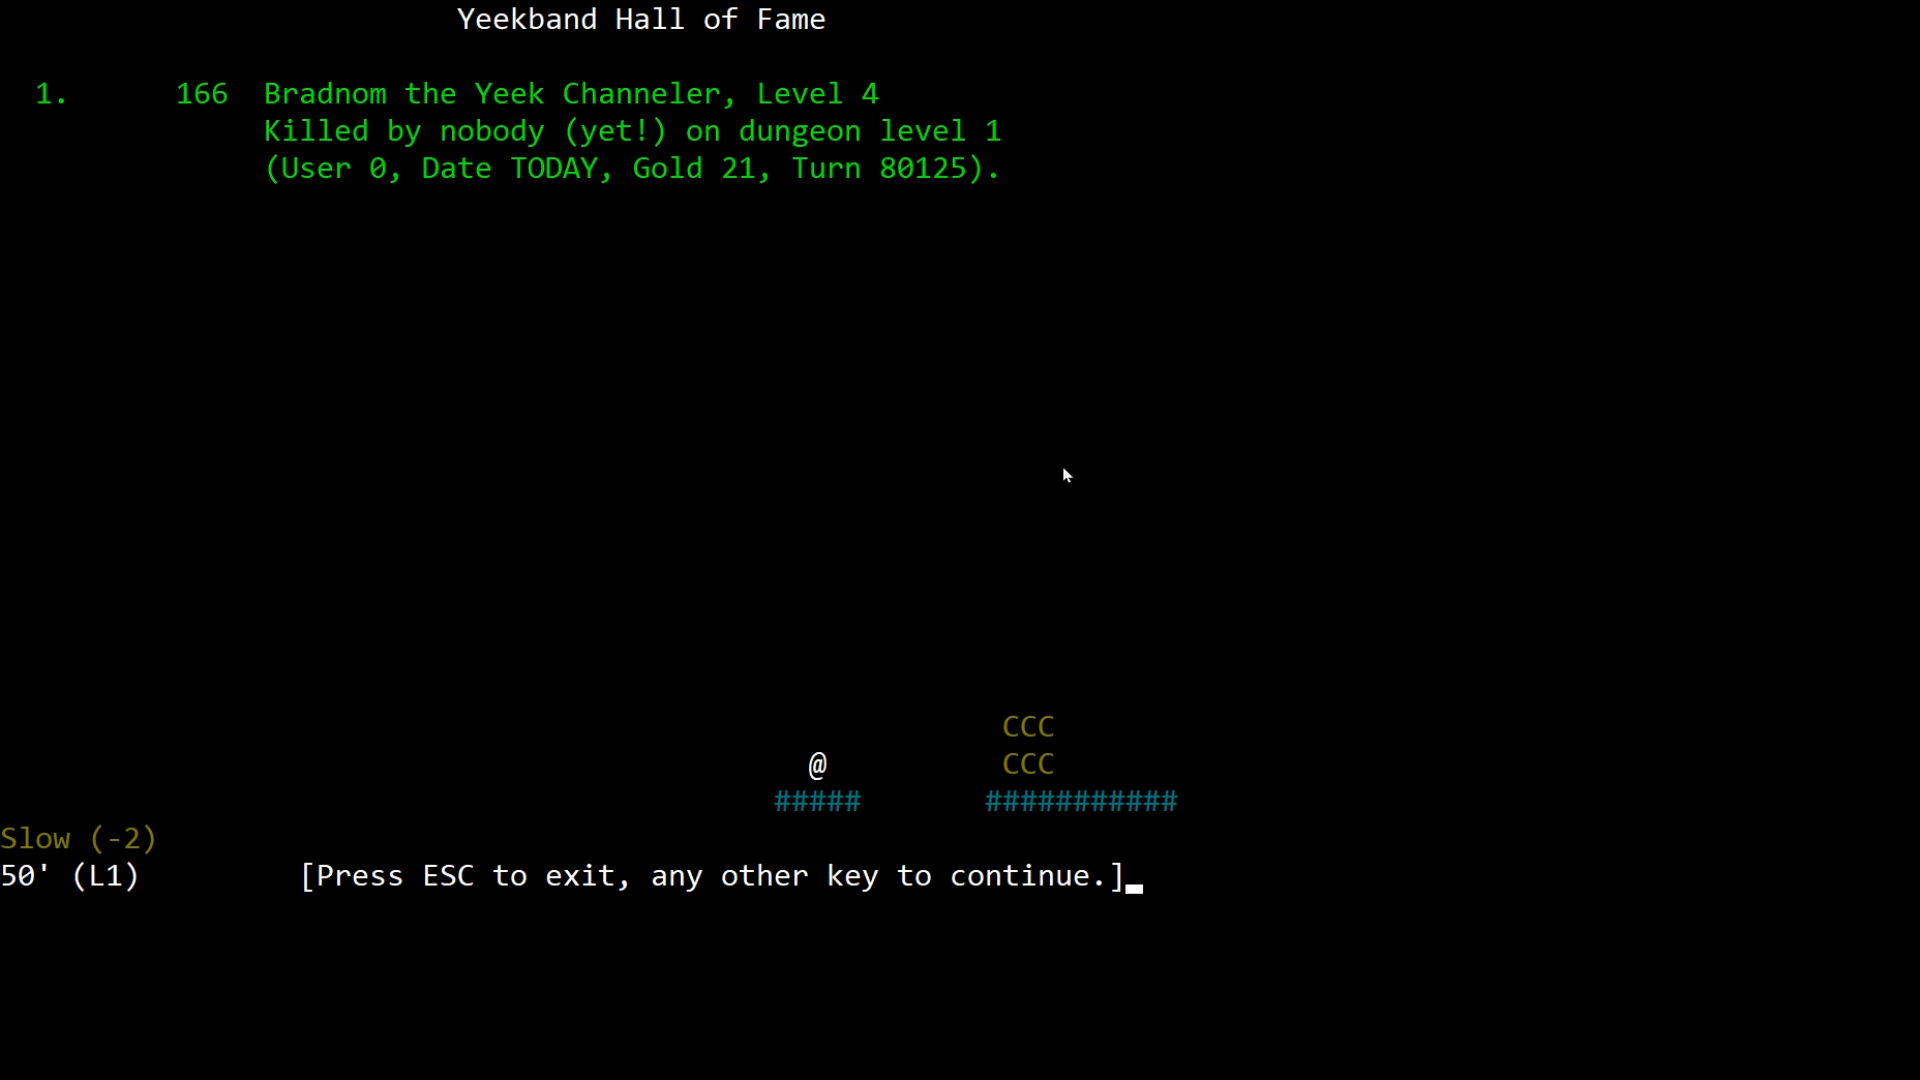 Yeekband Hall of Fame
1. 166 Bradnom the Yeek Channeler, Level 4
Killed by nobody (yet!) on dungeon level 1
(User 0, Date TODAY, Gold 21, Turn 80125).
CCC
@ CCC
##### ###########
Slow (-2)
50' (L1) [Press ESC to exit, any other key to continue.]